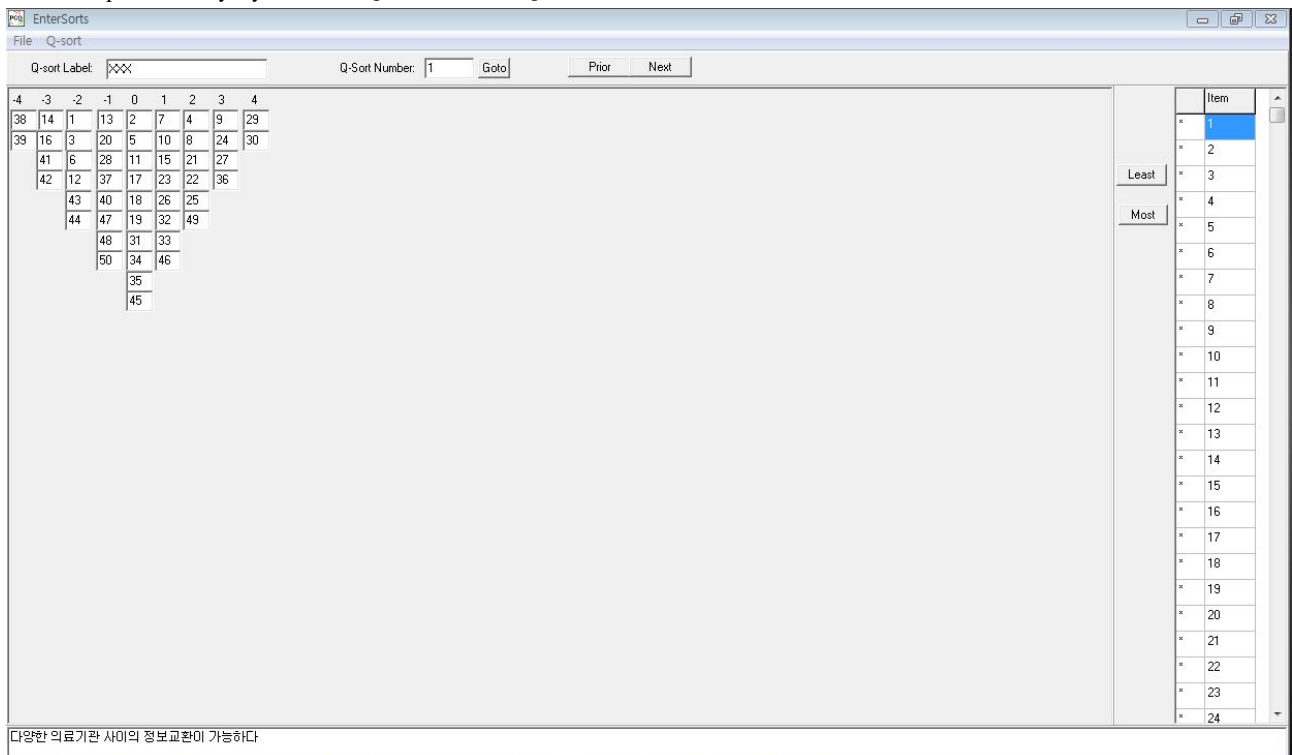 PCQ EnterSorts
File Q-sort
Q-sort Label: XXX Q-Sort Number: 1 Goto Prior Next
-4 -3 -2 -1 0 1 2 3 4
38 14 1 13 2 7 4 9 29
39 16 3 20 5 10 8 24 30
41 6 28 11 15 21 27
42 12 37 17 23 22 36
43 40 18 26 25
44 47 19 32 49
48 31 33
50 34 46
35
45
Least
Most
Item
* 1
* 2
* 3
* 4
* 5
* 6
* 7
* 8
* 9
* 10
* 11
* 12
* 13
* 14
* 15
* 16
* 17
* 18
* 19
* 20
* 21
* 22
* 23
* 24
다양한 의료기관 사이의 정보교환이 가능하다